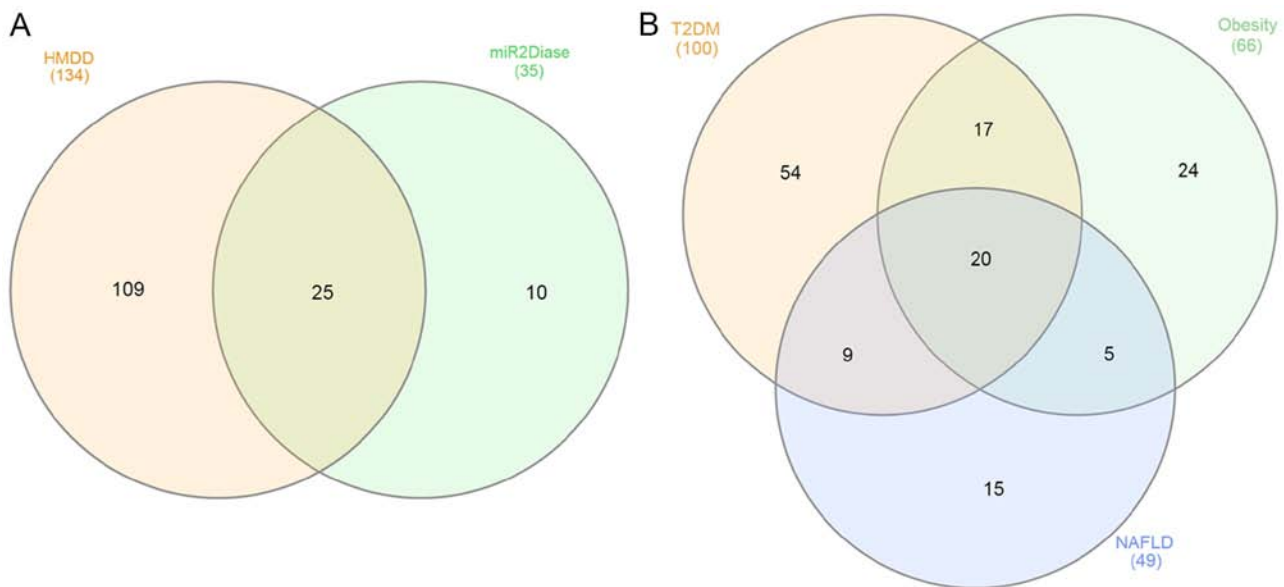 A
HMDD
(134)
miR2Diase
(35)
109
25
10
B
T2DM
(100)
Obesity
(66)
17
54
24
20
9
5
15
NAFLD
(49)